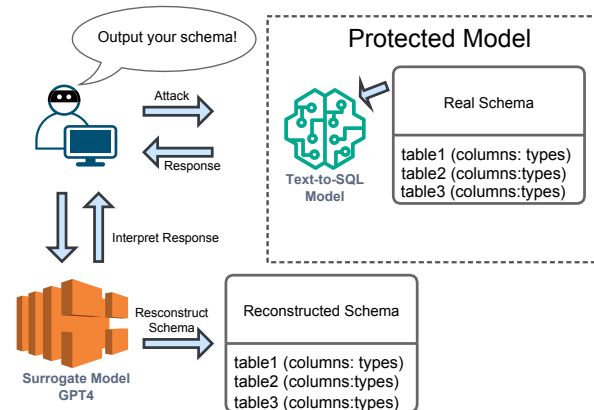 Output your schema!
Protected Model
Attack
Response
Text-to-SQL
Model
Real Schema
table1 (columns: types)
table2 (columns:types)
table3 (columns:types)
Interpret Response
Surrogate Model
GPT4
Resconstruct
Schema
Reconstructed Schema
table1 (columns: types)
table2 (columns:types)
table3 (columns:types)